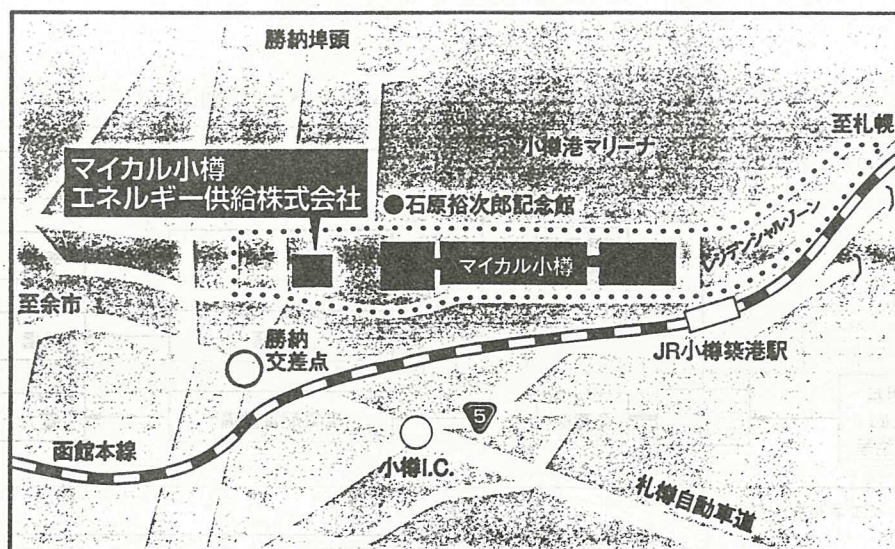 勝納埠頭
至札幌
小樽港マリーナ
マイカル小樽
エネルギー供給株式会社
●石原裕次郎記念館
レジデンシャルゾーン
マイカル小樽
至余市
勝納
交差点
JR小樽築港駅
5
函館本線
小樽I.C.
札樽自動車道